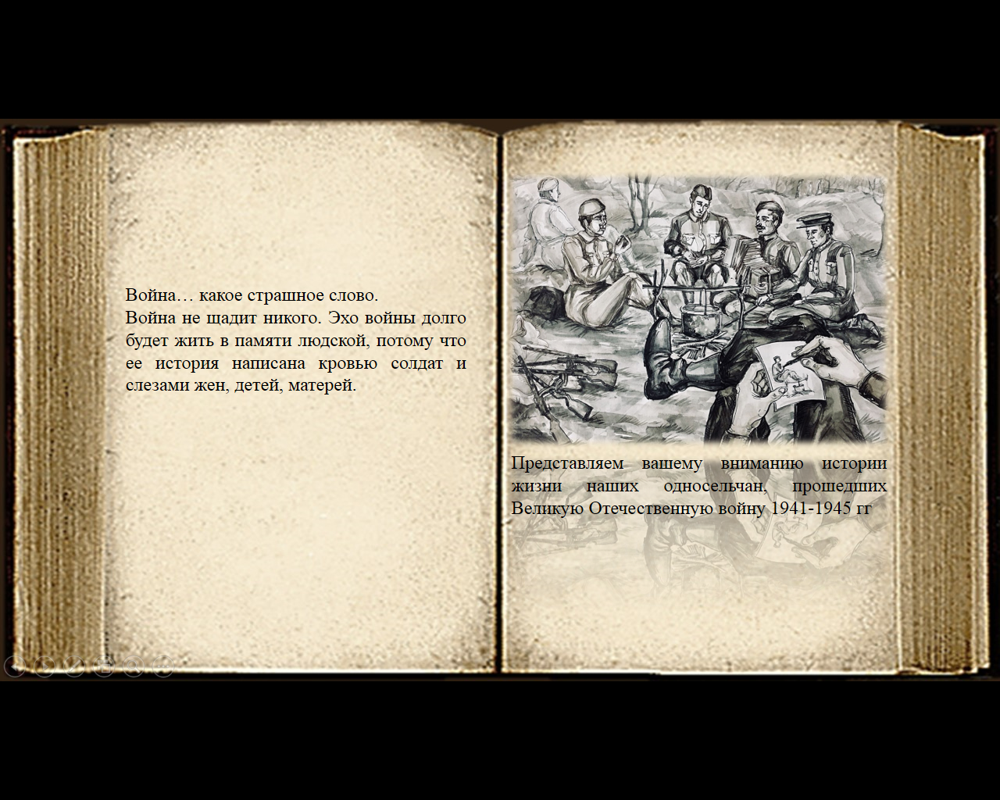 Война… какое страшное слово.
Война не щадит никого. Эхо войны долго
будет жить в памяти людской, потому что
ее история написана кровью солдат и
слезами жен, детей, матерей.
Представляем вашему вниманию истории
жизни наших односельчан, прошедших
Великую Отечественную войну 1941-1945 гг